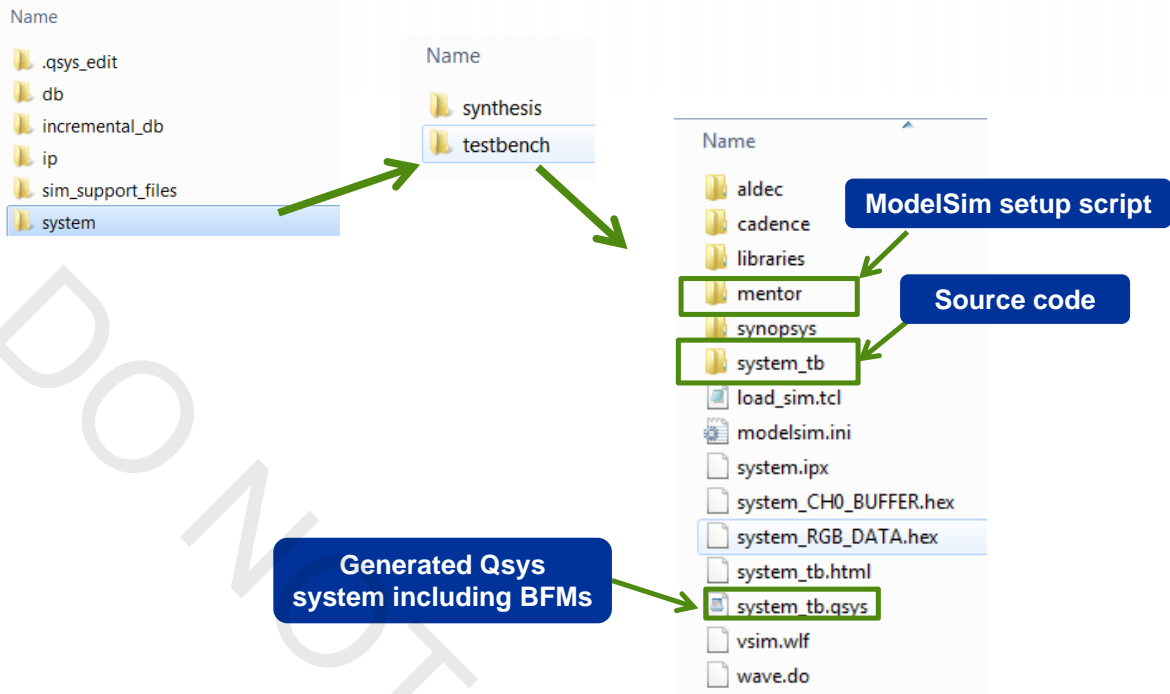 Name
.qsys_edit
db
incremental_db
ip
sim_support_files
system
Name
synthesis
testbench
Name
aldec
cadence
libraries
mentor
synopsys
system_tb
load_sim.tcl
modelsim.ini
system.ipx
system_CH0_BUFFER.hex
system_RGB_DATA.hex
system_tb.html
system_tb.qsys
vsim.wlf
wave.do
ModelSim setup script
Source code
Generated Qsys
system including BFMs
DO NOT